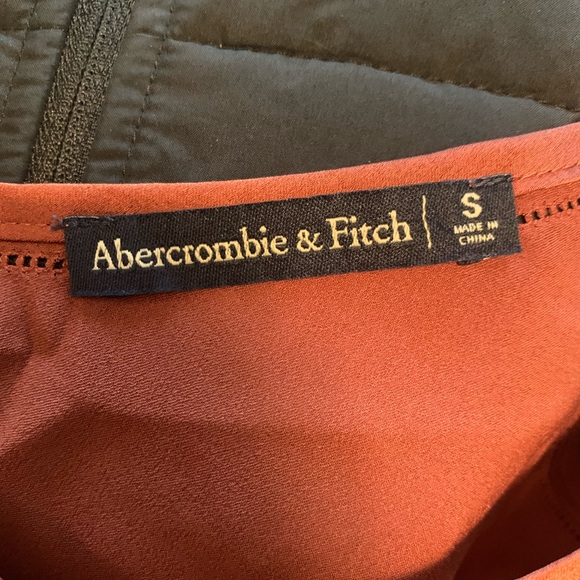 Abercrombie & Fitch
S
MADE IN
CHINA